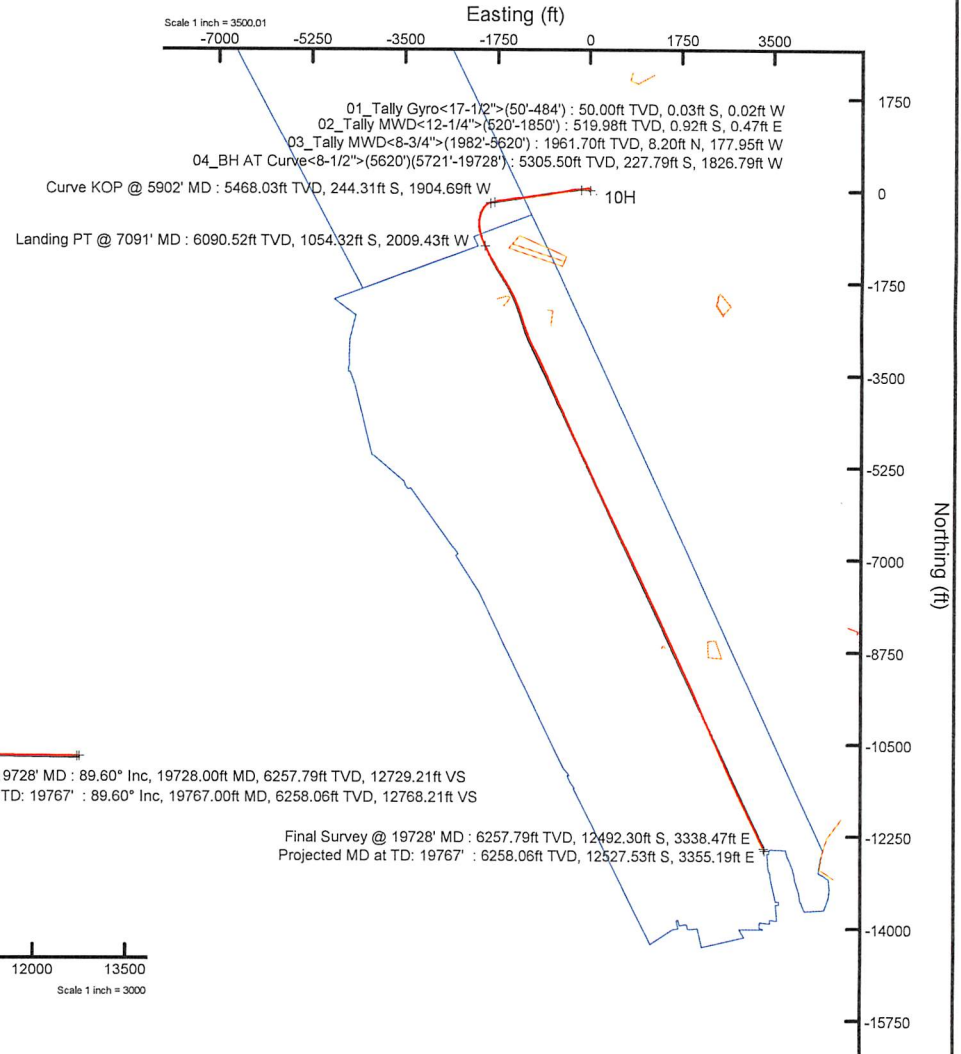 Easting (ft)
Scale 1 inch = 3500.01
-7000 -5250 -3500 -1750 0 1750 3500
01_Tally Gyro<17-1/2">(50'-484') : 50.00ft TVD, 0.03ft S, 0.02ft W
02_Tally MWD<12-1/4">(520'-1850') : 519.98ft TVD, 0.92ft S, 0.47ft E
03_Tally MWD<8-3/4">(1982'-5620') : 1961.70ft TVD, 8.20ft N, 177.95ft W
04_BH AT Curve<8-1/2">(5620')(5721'-19728') : 5305.50ft TVD, 227.79ft S, 1826.79ft W
Curve KOP @ 5902' MD : 5468.03ft TVD, 244.31ft S, 1904.69ft W
10H
Landing PT @ 7091' MD : 6090.52ft TVD, 1054.32ft S, 2009.43ft W
1750
0
-1750
-3500
-5250
-7000
-8750
-10500
-12250
-14000
-15750
Northing (ft)
9728' MD : 89.60° Inc, 19728.00ft MD, 6257.79ft TVD, 12729.21ft VS
TD: 19767' : 89.60° Inc, 19767.00ft MD, 6258.06ft TVD, 12768.21ft VS
Final Survey @ 19728' MD : 6257.79ft TVD, 12492.30ft S, 3338.47ft E
Projected MD at TD: 19767' : 6258.06ft TVD, 12527.53ft S, 3355.19ft E
12000 13500
Scale 1 inch = 3000